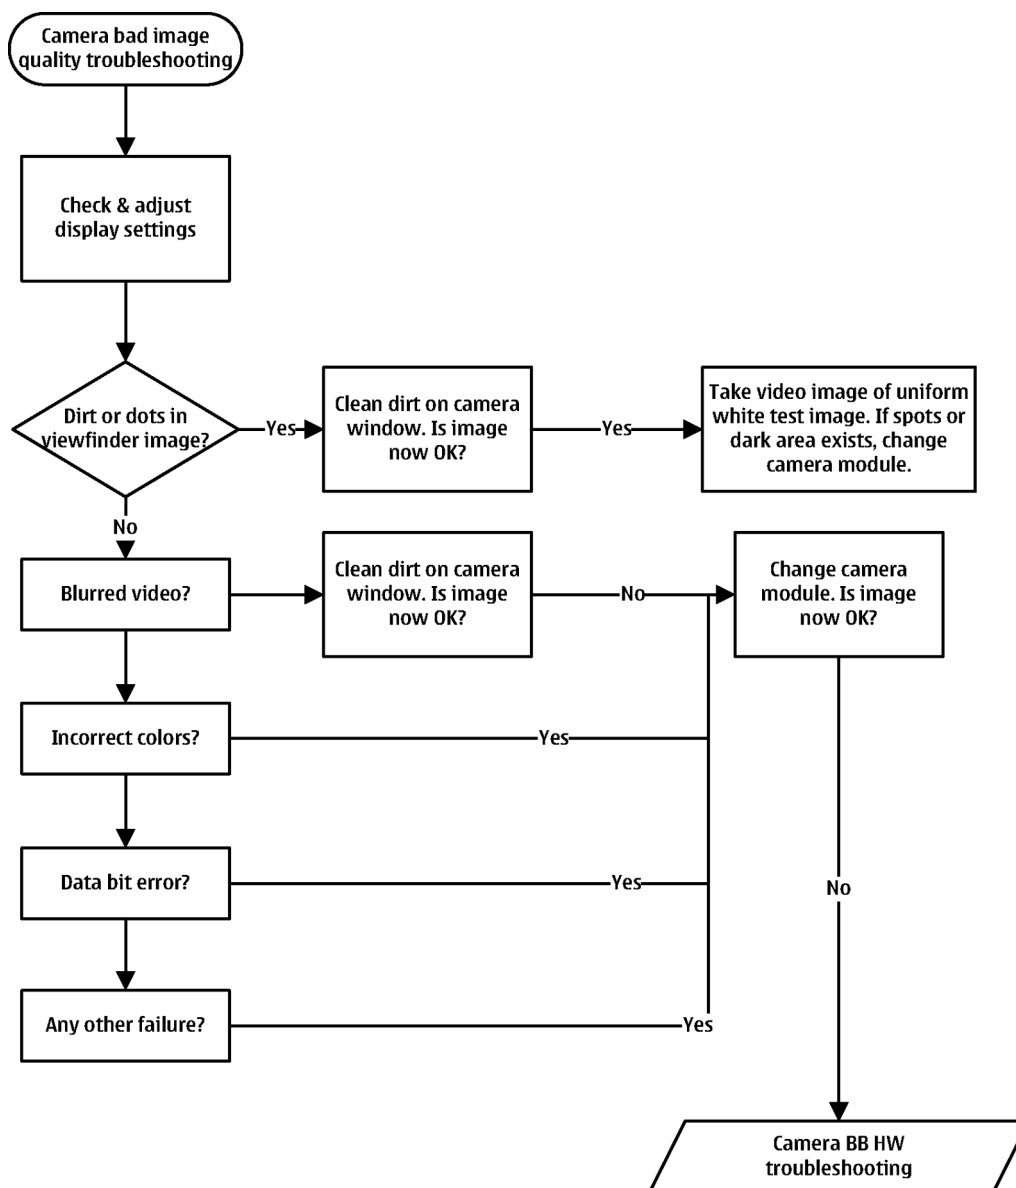 Camera bad image
quality troubleshooting
Check & adjust
display settings
Dirt or dots in
viewfinder image?
Yes
Clean dirt on camera
window. Is image
now OK?
Yes
Take video image of uniform
white test image. If spots or
dark area exists, change
camera module.
No
Blurred video?
Clean dirt on camera
window. Is image
now OK?
No
Change camera
module. Is image
now OK?
Incorrect colors?
Yes
Data bit error?
Yes
No
Any other failure?
Yes
Camera BB HW
troubleshooting